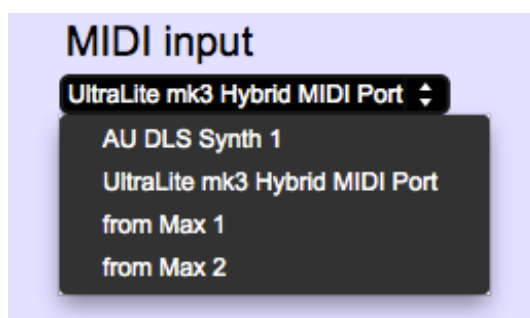 MIDI input
UltraLite mk3 Hybrid MIDI Port
AU DLS Synth 1
UltraLite mk3 Hybrid MIDI Port
from Max 1
from Max 2